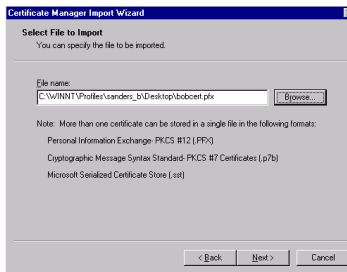 Certificate Manager Import Wizard
Select File to Import
You can specify the file to be imported.
File name:
C:\WINNT\Profiles\sanders_b\Desktop\bobcert.pfx
Browse...
Note: More than one certificate can be stored in a single file in the following formats:
Personal Information Exchange- PKCS #12 (.PFX)
Cryptographic Message Syntax Standard- PKCS #7 Certificates (.p7b)
Microsoft Serialized Certificate Store (.sst)
< Back Next > Cancel